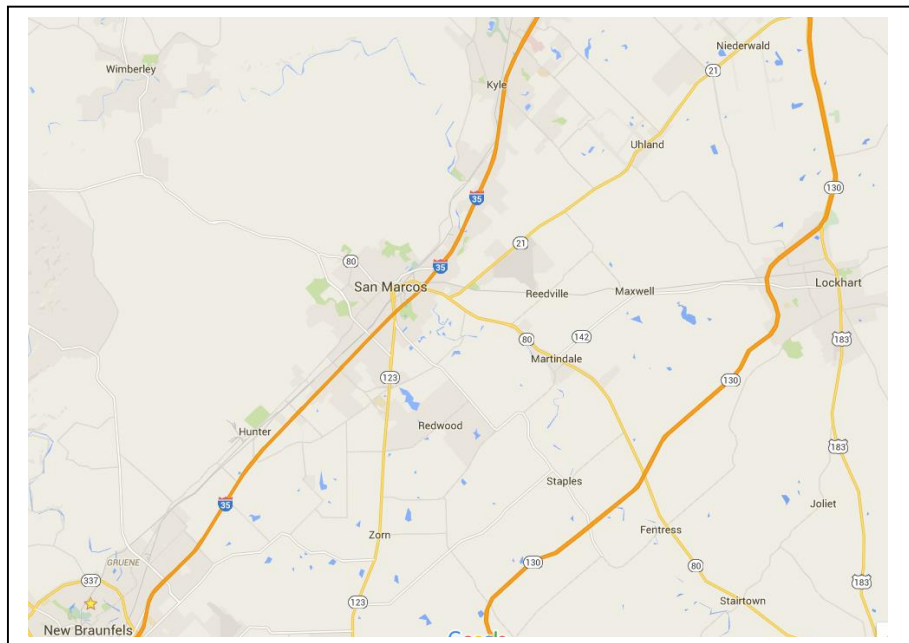 Niederwald
21
Wimberley
Kyle
Uhland
130
35
21
80
35
San Marcos
Reedville
Maxwell
Lockhart
80
142
183
Martindale
123
130
Redwood
Hunter
183
Staples
35
Joliet
Zorn
Fentress
GRUENE
130
80
337
183
123
Stairtown
New Braunfels